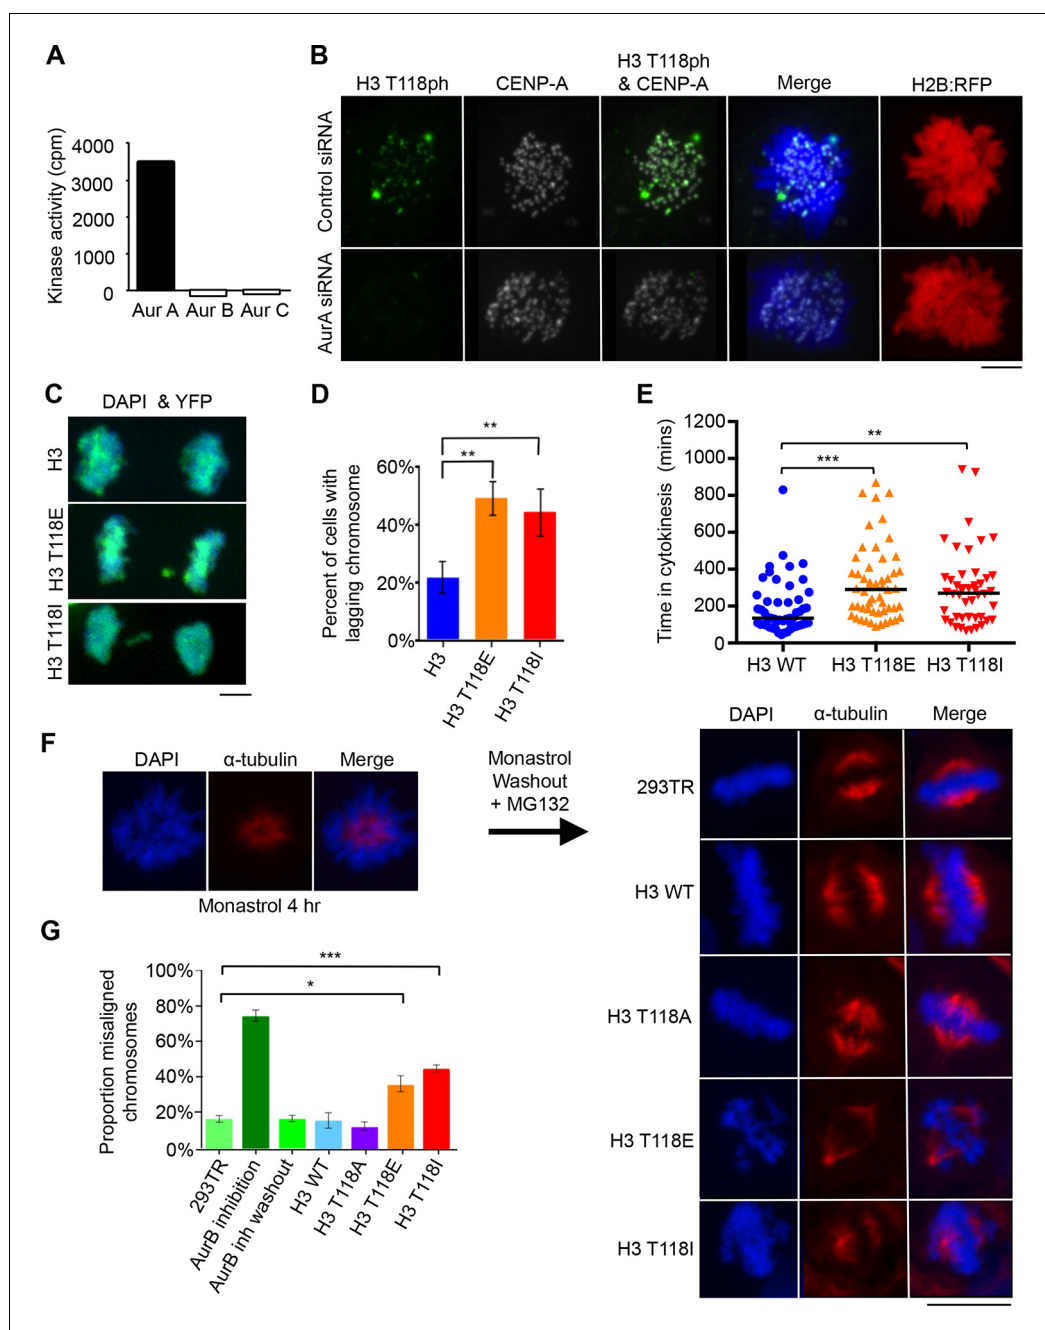 A
Kinase activity (cpm)
4000
3000
2000
1000
0
Aur A
Aur B
Aur C
B
H3 T118ph
CENP-A
H3 T118ph
& CENP-A
Merge
H2B:RFP
Control siRNA
AurA siRNA
C
DAPI & YFP
H3
H3 T118E
H3 T118I
D
Percent of cells with
lagging chromosome
60%
40%
20%
0%
**
**
H3
H3 T118E
H3 T118I
E
Time in cytokinesis (mins)
1200
1000
800
600
400
200
0
**
***
H3 WT
H3 T118E
H3 T118I
F
DAPI
α-tubulin
Merge
Monastrol 4 hr
Monastrol
Washout
+ MG132
DAPI
α-tubulin
Merge
293TR
H3 WT
H3 T118A
H3 T118E
H3 T118I
G
Proportion misaligned
chromosomes
100%
80%
60%
40%
20%
0%
***
*
293TR
AurB inhibition
AurB inh washout
H3 WT
H3 T118A
H3 T118E
H3 T118I